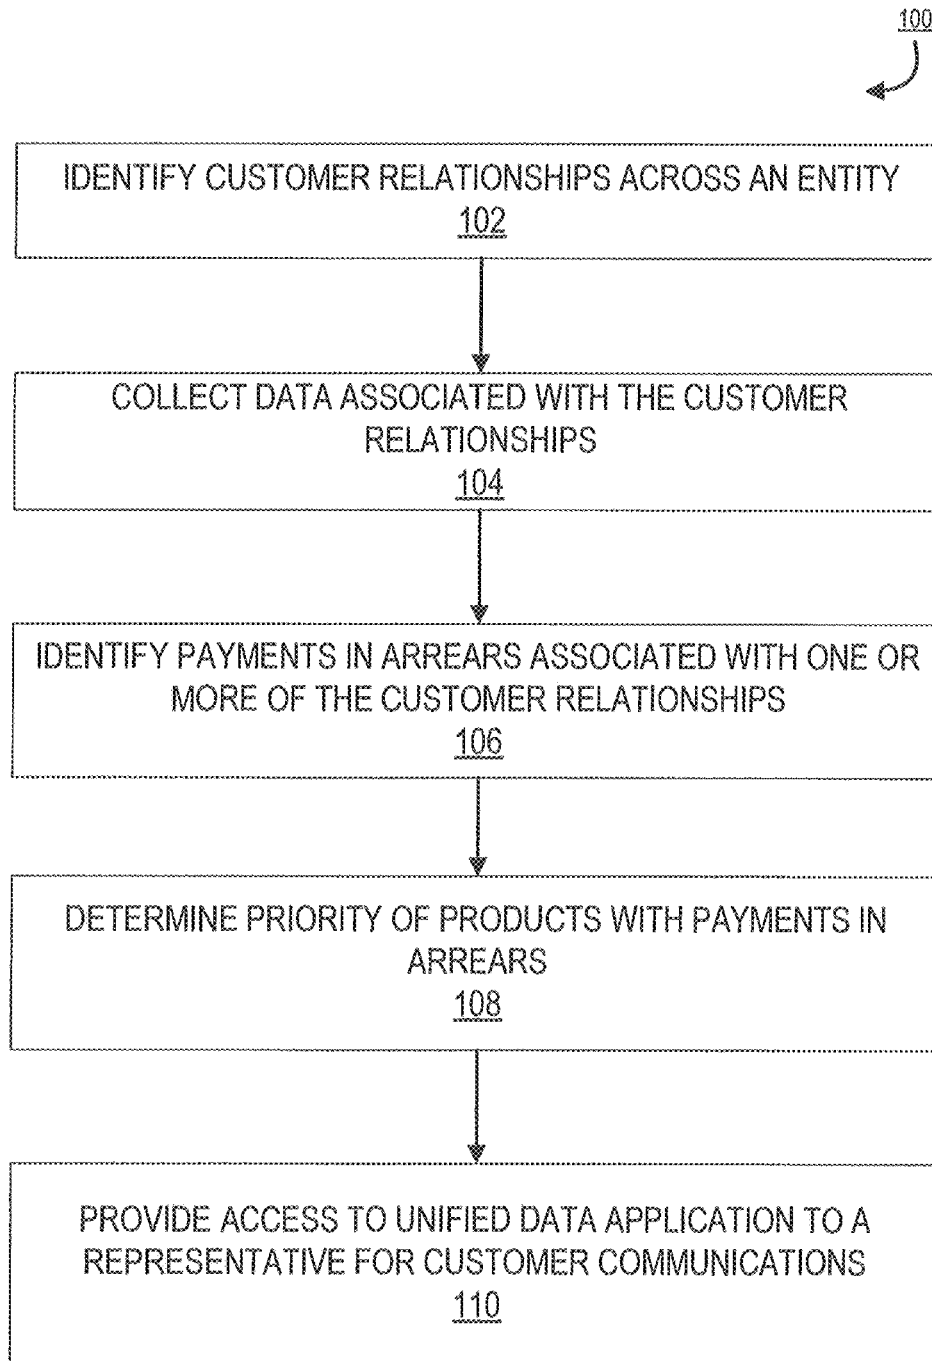 100
IDENTIFY CUSTOMER RELATIONSHIPS ACROSS AN ENTITY
102
COLLECT DATA ASSOCIATED WITH THE CUSTOMER
RELATIONSHIPS
104
IDENTIFY PAYMENTS IN ARREARS ASSOCIATED WITH ONE OR
MORE OF THE CUSTOMER RELATIONSHIPS
106
DETERMINE PRIORITY OF PRODUCTS WITH PAYMENTS IN
ARREARS
108
PROVIDE ACCESS TO UNIFIED DATA APPLICATION TO A
REPRESENTATIVE FOR CUSTOMER COMMUNICATIONS
110